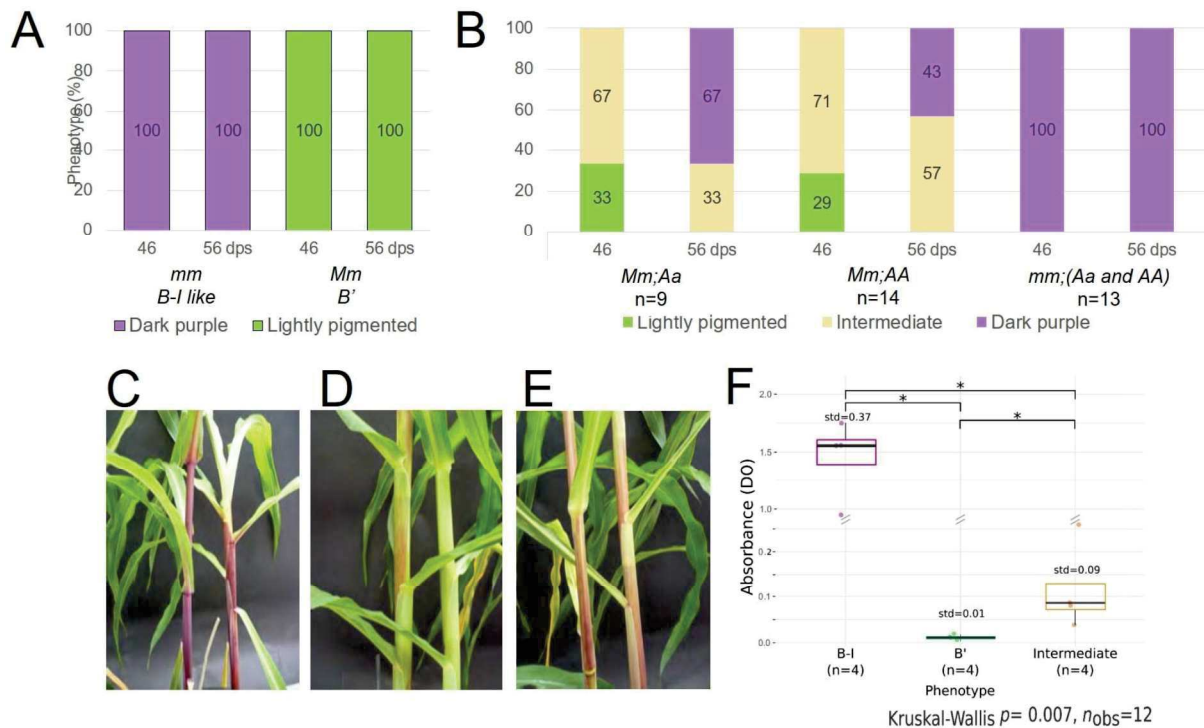 A
Phenotype (%)
100
80
60
40
20
0
100
100
100
100
46
56 dps
46
56 dps
mm
B-I like
Mm
B’
Dark purple
Lightly pigmented
B
100
80
60
40
20
0
67
33
67
33
71
29
43
57
100
100
46
56 dps
46
56 dps
46
56 dps
Mm;Aa
n=9
Mm;AA
n=14
mm;(Aa and AA)
n=13
Lightly pigmented
Intermediate
Dark purple
C
D
E
F
Absorbance (DO)
2.0
1.5
1.0
0.2
0.1
0.0
*
*
*
std=0.37
std=0.01
std=0.09
B-I
(n=4)
B'
(n=4)
Intermediate
(n=4)
Phenotype
Kruskal-Wallis p= 0.007, nobs=12